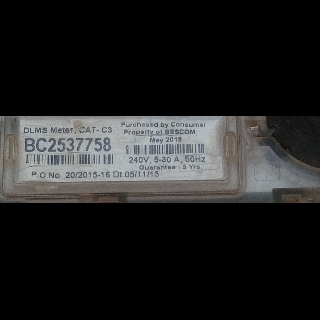 DLMS Meter, CAT- C3
BC2537758
Purchased by Consumer
Property of BESCOM
May 2015
240V, 5-30 A, 50Hz
Guarantee : 5 Yrs
P.O No. 20/2015-16 Dt.05/11/15